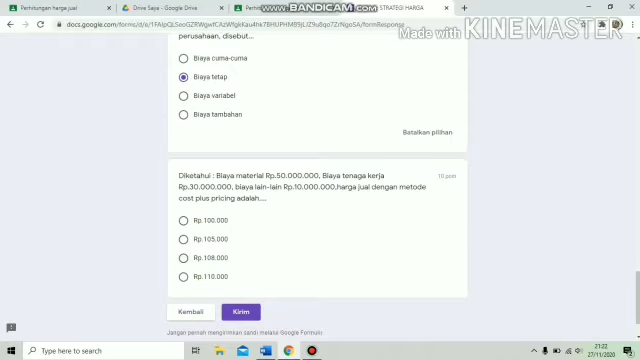 Perhitungan harga jual
Drive Saya - Google Drive
Perhit
STRATEGI HARGA
WWW.BANDICAM.COM
docs.google.com/forms/d/e/
formResponse
Made with KINEMASTER
perusahaan, disebut...
Biaya cuma-cuma
Biaya tetap
Biaya variabel
Biaya tambahan
Batalkan pilihan
Diketahui : Biaya material Rp.50.000.000, Biaya tenaga kerja
10 poin
Rp.30.000.000, biaya lain-lain Rp.10.000.000,harga jual dengan metode
cost plus pricing adalah....
Rp.100.000
Rp.105.000
Rp.108.000
Rp.110.000
Kembali
Kirim
Jangan pernah mengirimkan sandi melalui Google Formulir.
Type here to search
21:22
27/11/2020